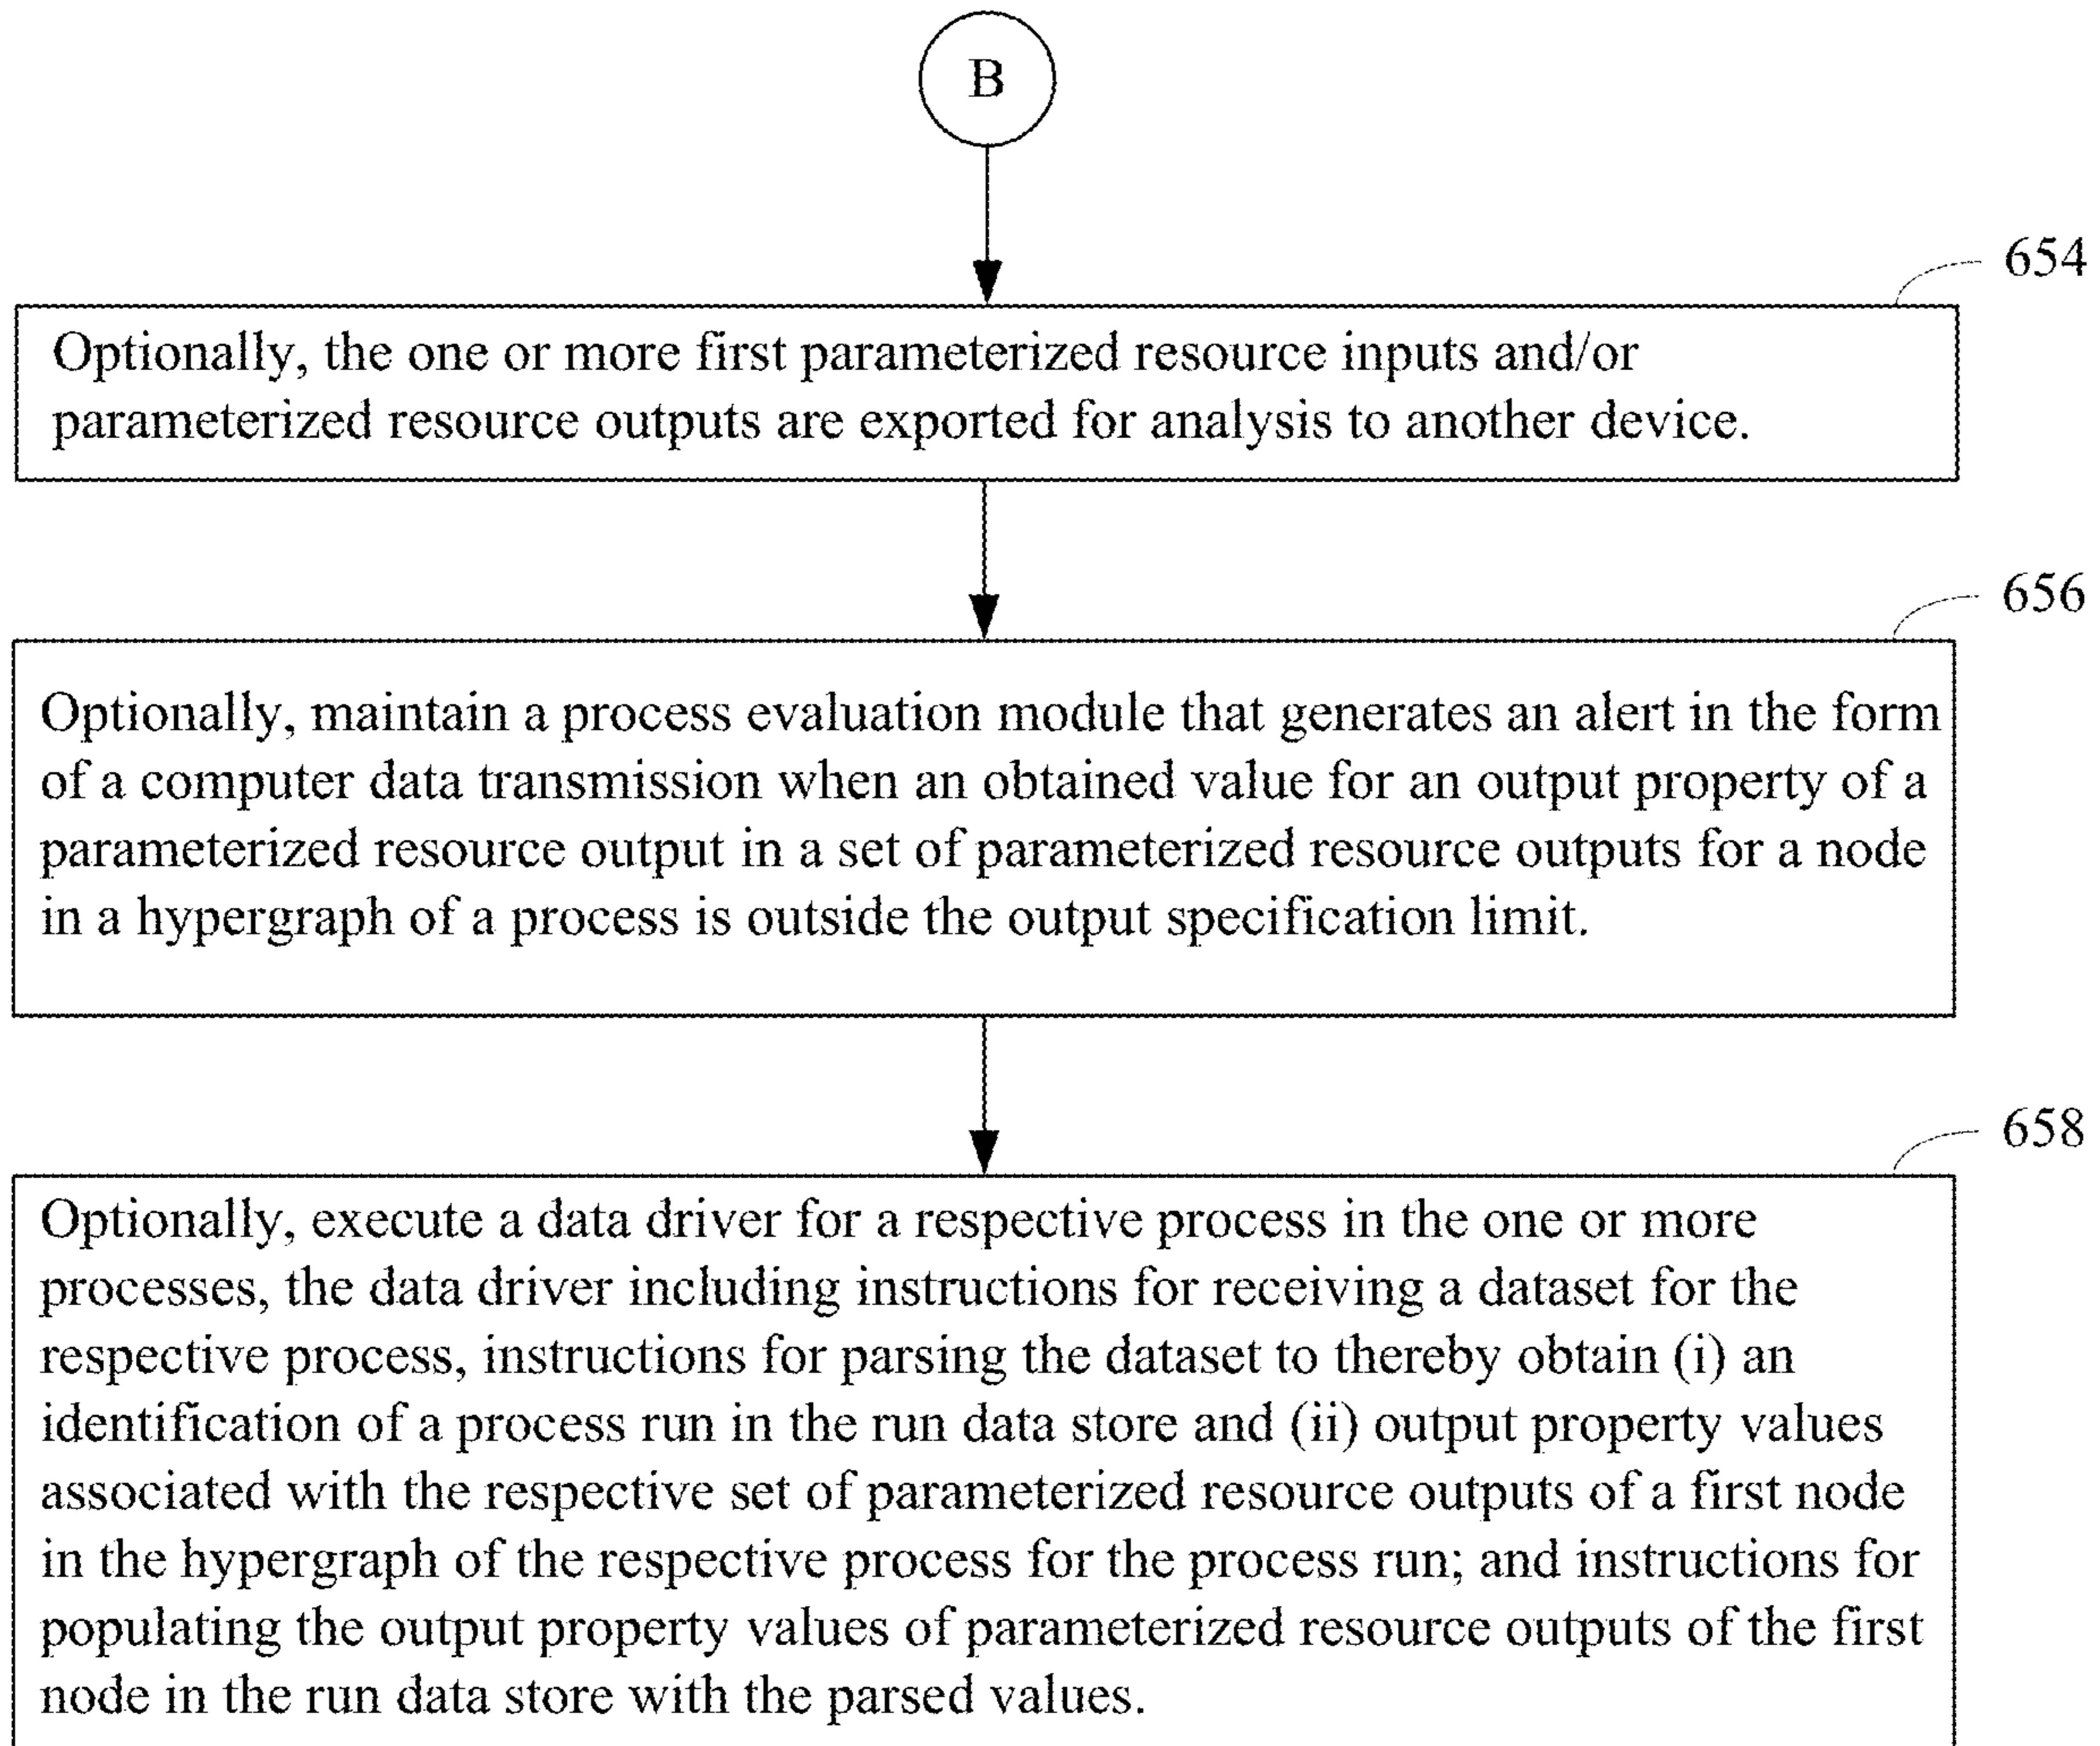 B
654
Optionally, the one or more first parameterized resource inputs and/or
parameterized resource outputs are exported for analysis to another device.
656
Optionally, maintain a process evaluation module that generates an alert in the form
of a computer data transmission when an obtained value for an output property of a
parameterized resource output in a set of parameterized resource outputs for a node
in a hypergraph of a process is outside the output specification limit.
658
Optionally, execute a data driver for a respective process in the one or more
processes, the data driver including instructions for receiving a dataset for the
respective process, instructions for parsing the dataset to thereby obtain (i) an
identification of a process run in the run data store and (ii) output property values
associated with the respective set of parameterized resource outputs of a first node
in the hypergraph of the respective process for the process run; and instructions for
populating the output property values of parameterized resource outputs of the first
node in the run data store with the parsed values.